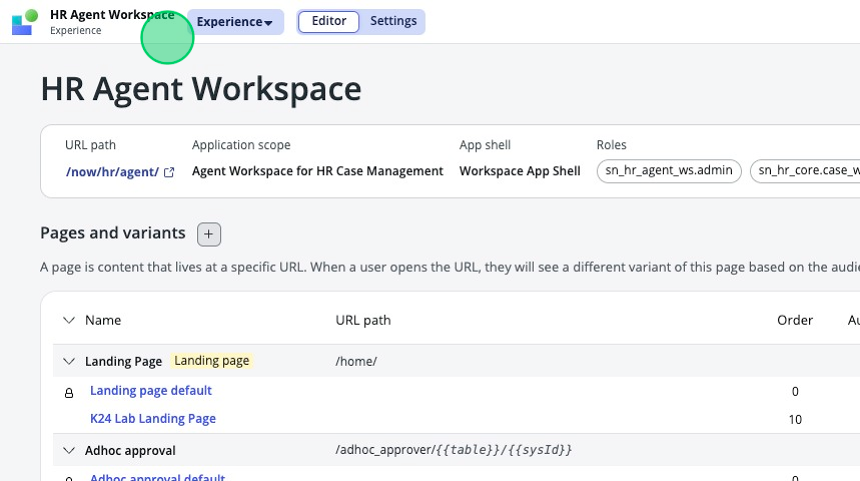 HR Agent Workspace
Experience
Experience
Editor
Settings
HR Agent Workspace
URL path
Application scope
App shell
Roles
/now/hr/agent/
Agent Workspace for HR Case Management
Workspace App Shell
sn_hr_agent_ws.admin
sn_hr_core.case_w
Pages and variants +
A page is content that lives at a specific URL. When a user opens the URL, they will see a different variant of this page based on the audie
Name URL path Order Au
Landing Page Landing page /home/
Landing page default 0
K24 Lab Landing Page 10
Adhoc approval /adhoc_approver/{{table}}/{{sysId}}
Adhoc approval default 0